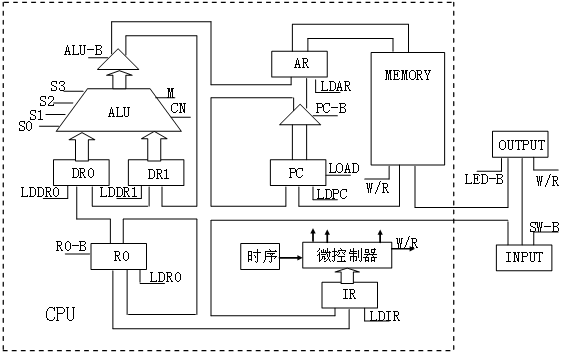 ALU-B
AR
MEMORY
S3
S2
S1
S0
M
CN
ALU
LDAR
PC-B
OUTPUT
DR0
DR1
PC
LOAD
LDPC
W/R
LED-B
W/R
LDDR0
LDDR1
R0-B
R0
LDR0
时序
微控制器
W/R
SW-B
INPUT
IR
LDIR
CPU